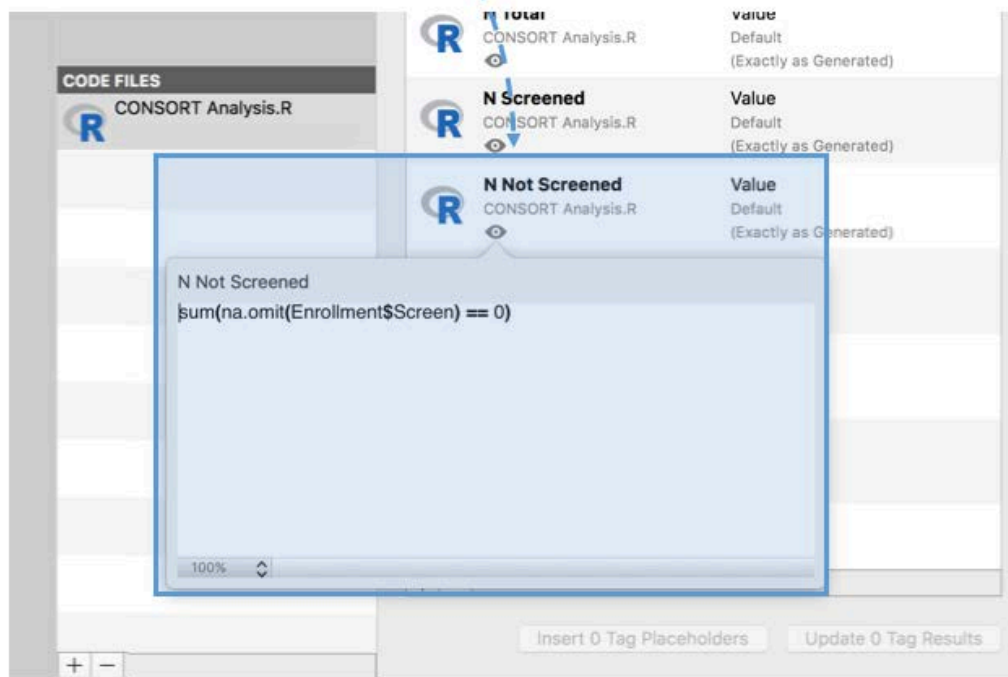 N Total
Value
CONSORT Analysis.R
Default
(Exactly as Generated)
CODE FILES
CONSORT Analysis.R
N Screened
Value
CONSORT Analysis.R
Default
(Exactly as Generated)
N Not Screened
Value
CONSORT Analysis.R
Default
(Exactly as Generated)
N Not Screened
sum(na.omit(Enrollment$Screen) == 0)
100%
Insert 0 Tag Placeholders
Update 0 Tag Results
+ −